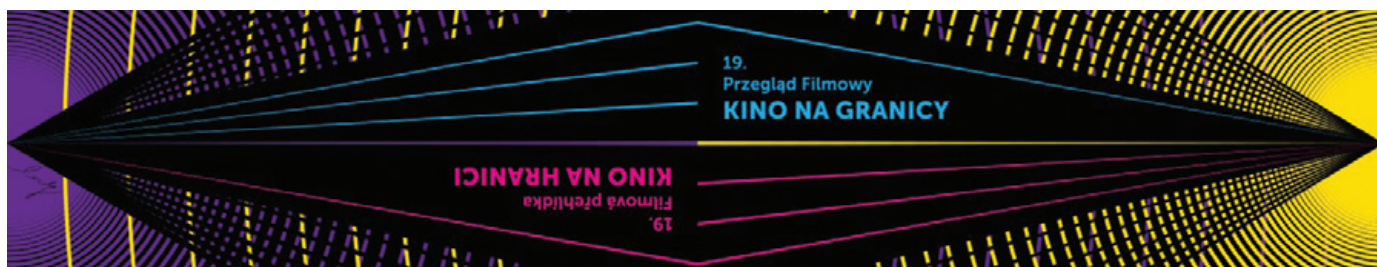 19.
Przegląd Filmowy
KINO NA GRANICY
19.
Filmová přehlídka
KINO NA HRANICI